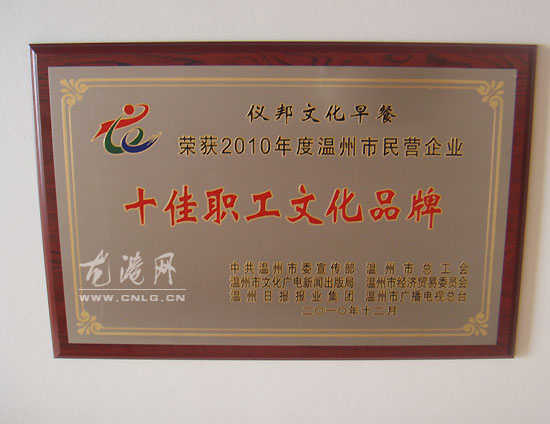 仪邦文化早餐
荣获2010年度温州市民营企业
十佳职工文化品牌
中共温州市委宣传部 温州市总工会
温州市文化广电新闻出版局 温州市经济贸易委员会
温州日报报业集团 温州市广播电视总台
二〇一〇年十二月
龙港网
WWW.CNLG.CN